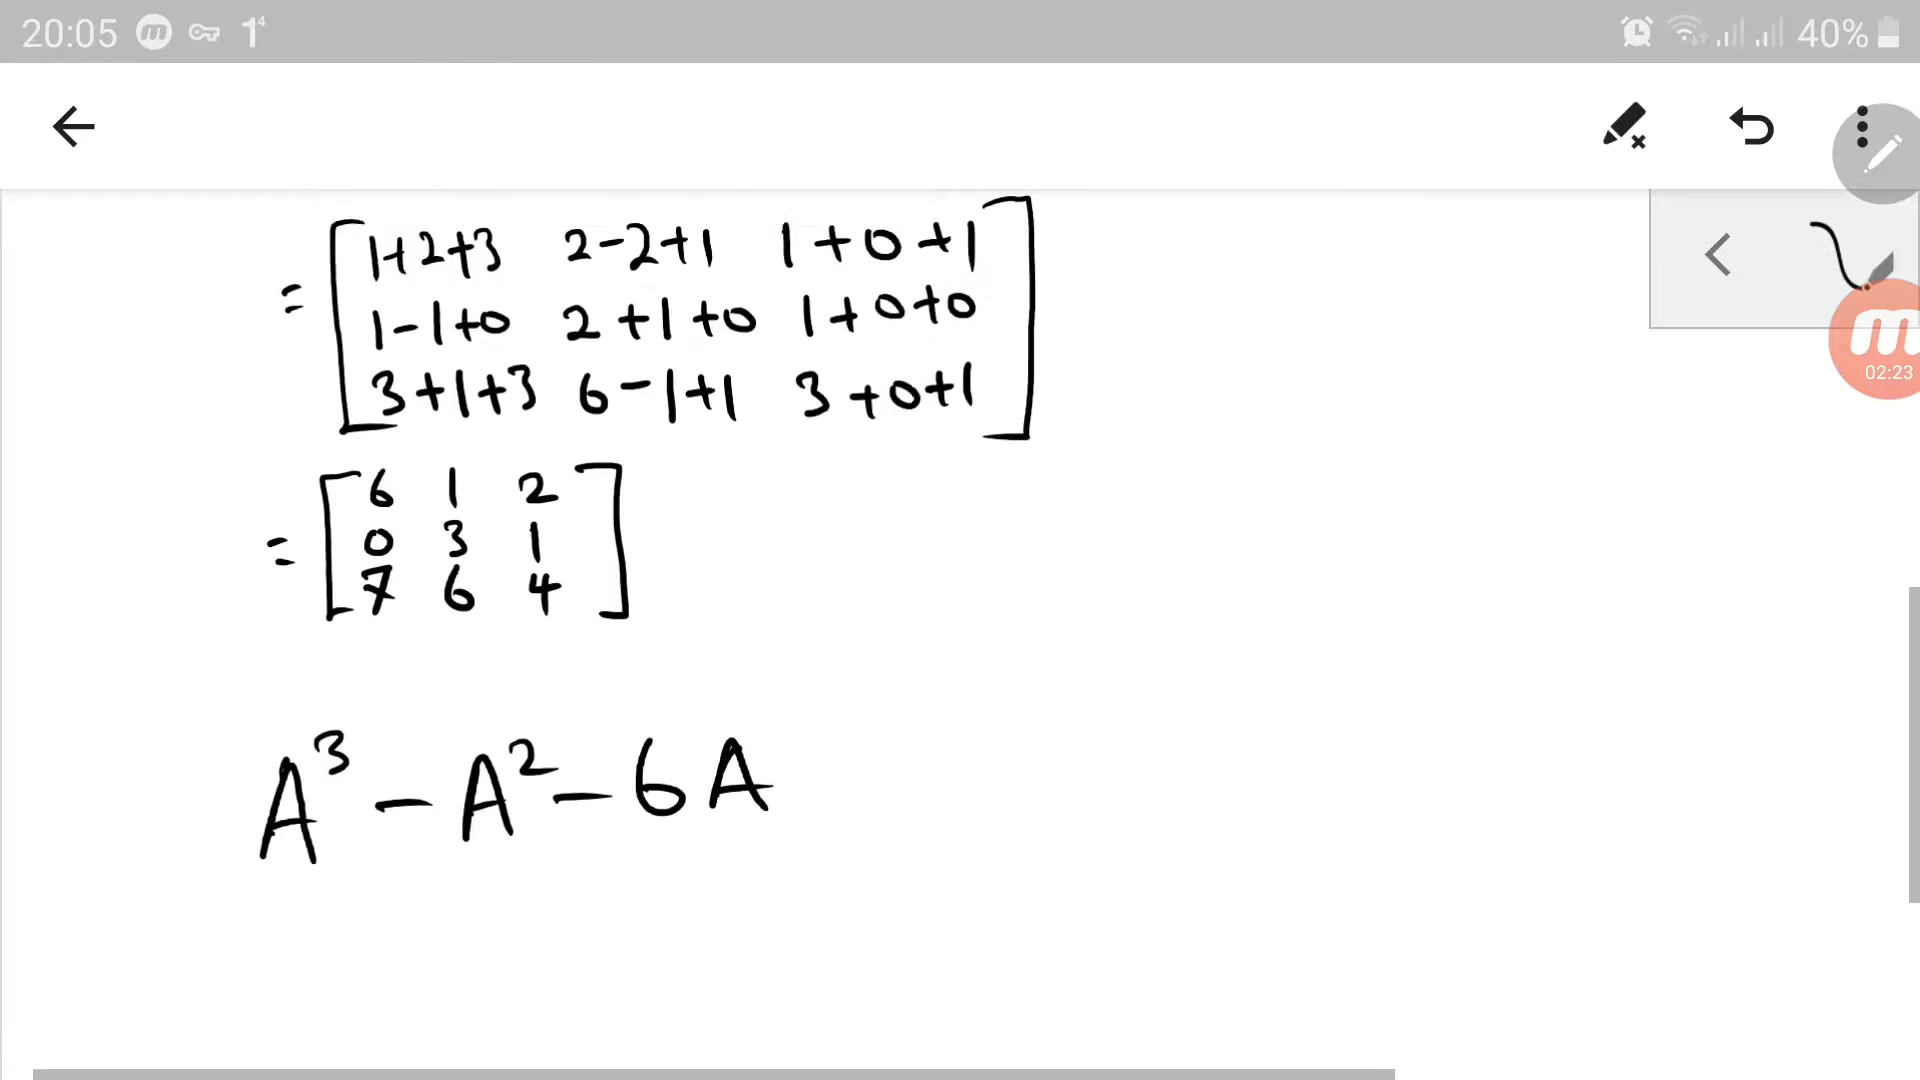 20:05 m 1⁴ 40%
= [1+2+3 2-2+1 1+0+1
1-1+0 2+1+0 1+0+0
3+1+3 6-1+1 3+0+1]
= [6 1 2
0 3 1
7 6 4]
A³ - A² - 6A
m
02:23